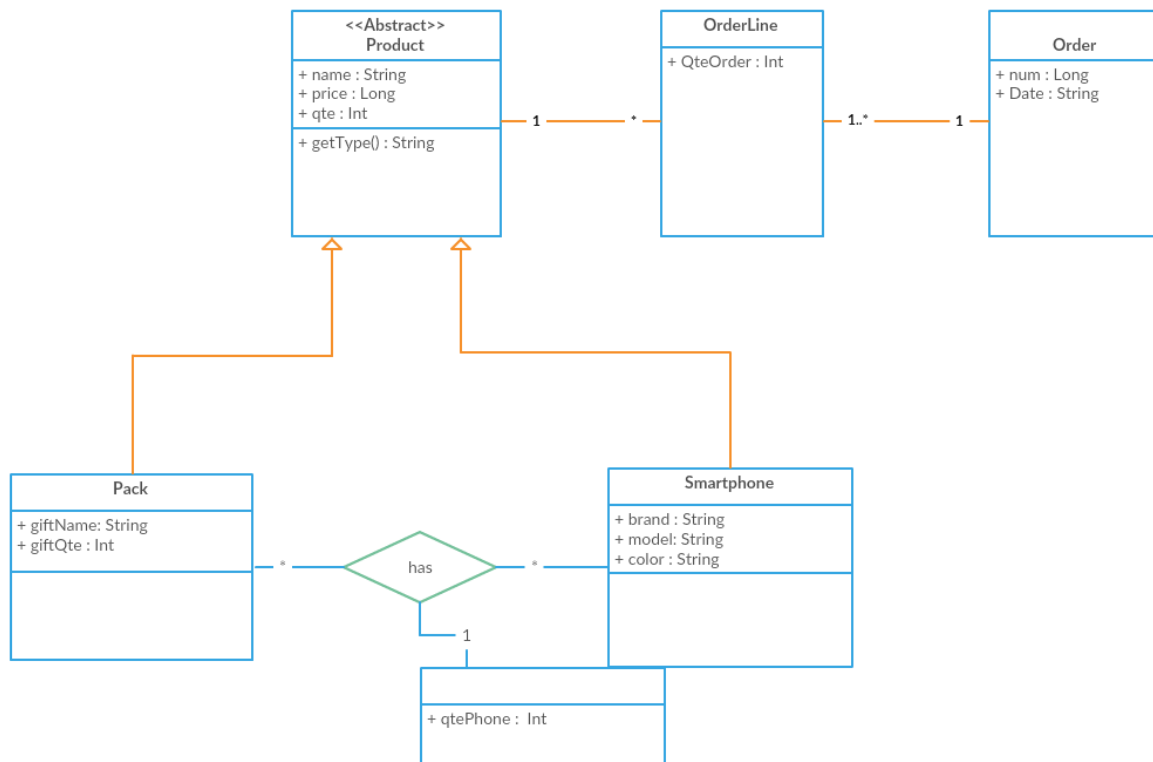 <<Abstract>>
Product
+ name : String
+ price : Long
+ qte : Int
+ getType() : String
1
*
OrderLine
+ QteOrder : Int
1..*
1
Order
+ num : Long
+ Date : String
Pack
+ giftName: String
+ giftQte : Int
*
has
*
Smartphone
+ brand : String
+ model: String
+ color : String
1
+ qtePhone : Int